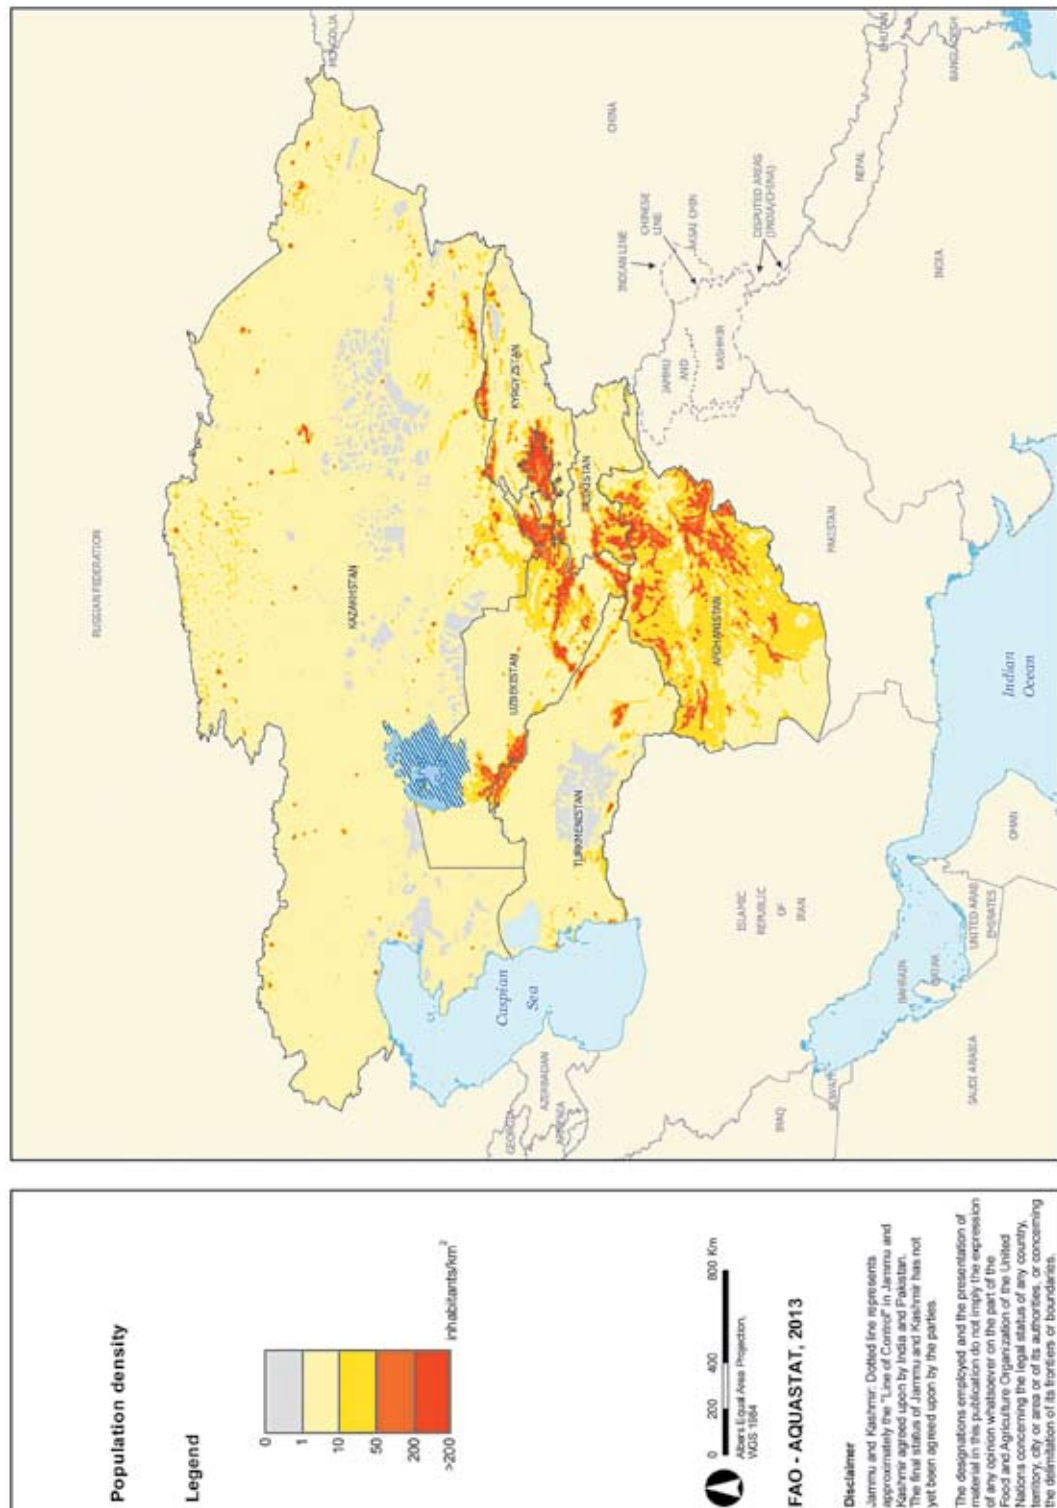 Population density
Legend
0
1
10
50
200
>200
inhabitants/km²
0 200 400 800 Km
Albers Equal Area Projection,
WGS 1984
FAO - AQUASTAT, 2013
Disclaimer
Jammu and Kashmir: Dotted line represents
approximately the "Line of Control" in Jammu and
Kashmir agreed upon by India and Pakistan.
The final status of Jammu and Kashmir has not
yet been agreed upon by the parties.
The designations employed and the presentation of
material in this publication do not imply the expression
of any opinion whatsoever on the part of the
Food and Agriculture Organization of the United
Nations concerning the legal status of any country,
territory, city or area or of its authorities, or concerning
the delimitation of its frontiers or boundaries.
RUSSIAN FEDERATION
MONGOLIA
KAZAKHSTAN
CHINA
UZBEKISTAN
KYRGYZSTAN
TAJIKISTAN
TURKMENISTAN
AFGHANISTAN
Caspian
Sea
GEORGIA
AZERBAIJAN
ARMENIA
INDIAN LINE
CHINESE
LINE
AKSAI CHIN
JAMMU
AND
KASHMIR
DISPUTED AREAS
(INDIA/CHINA)
ISLAMIC
REPUBLIC
OF
IRAN
IRAQ
KUWAIT
PAKISTAN
NEPAL
BHUTAN
BANGLADESH
INDIA
BAHRAIN
QATAR
SAUDI ARABIA
UNITED ARAB
EMIRATES
OMAN
Indian
Ocean